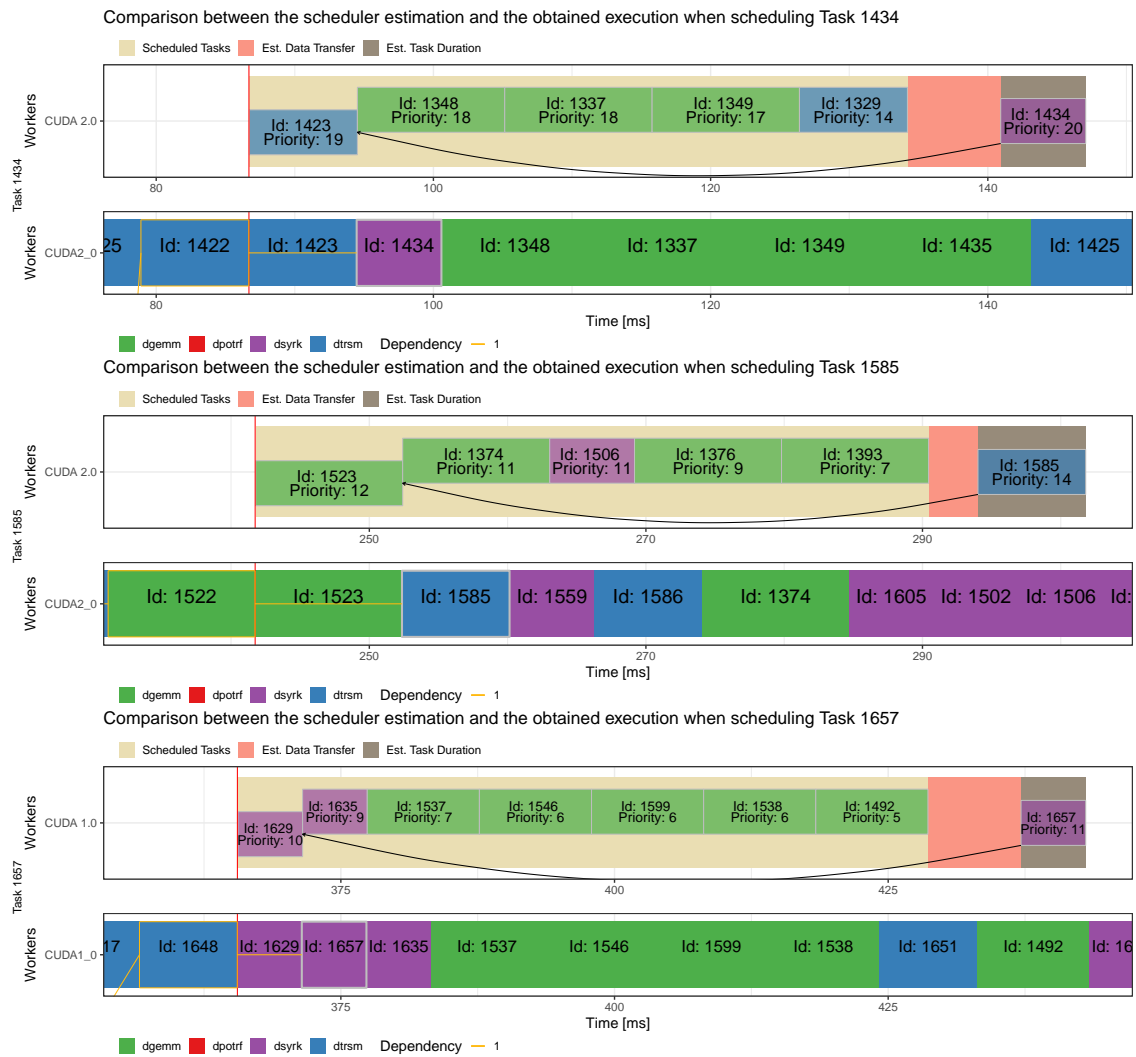 Comparison between the scheduler estimation and the obtained execution when scheduling Task 1434
Scheduled Tasks Est. Data Transfer Est. Task Duration
Task 1434
Workers
CUDA 2.0
Id: 1423
Priority: 19
Id: 1348
Priority: 18
Id: 1337
Priority: 18
Id: 1349
Priority: 17
Id: 1329
Priority: 14
Id: 1434
Priority: 20
80 100 120 140
Workers
CUDA2_0
25 Id: 1422 Id: 1423 Id: 1434 Id: 1348 Id: 1337 Id: 1349 Id: 1435 Id: 1425
80 100 120 140
Time [ms]
dgemm dpotrf dsyrk dtrsm Dependency 1
Comparison between the scheduler estimation and the obtained execution when scheduling Task 1585
Scheduled Tasks Est. Data Transfer Est. Task Duration
Task 1585
Workers
CUDA 2.0
Id: 1523
Priority: 12
Id: 1374
Priority: 11
Id: 1506
Priority: 11
Id: 1376
Priority: 9
Id: 1393
Priority: 7
Id: 1585
Priority: 14
250 270 290
Workers
CUDA2_0
Id: 1522 Id: 1523 Id: 1585 Id: 1559 Id: 1586 Id: 1374 Id: 1605 Id: 1502 Id: 1506 Id:
250 270 290
Time [ms]
dgemm dpotrf dsyrk dtrsm Dependency 1
Comparison between the scheduler estimation and the obtained execution when scheduling Task 1657
Scheduled Tasks Est. Data Transfer Est. Task Duration
Task 1657
Workers
CUDA 1.0
Id: 1629
Priority: 10
Id: 1635
Priority: 9
Id: 1537
Priority: 7
Id: 1546
Priority: 6
Id: 1599
Priority: 6
Id: 1538
Priority: 6
Id: 1492
Priority: 5
Id: 1657
Priority: 11
375 400 425
Workers
CUDA1_0
17 Id: 1648 Id: 1629 Id: 1657 Id: 1635 Id: 1537 Id: 1546 Id: 1599 Id: 1538 Id: 1651 Id: 1492 Id: 16
375 400 425
Time [ms]
dgemm dpotrf dsyrk dtrsm Dependency 1